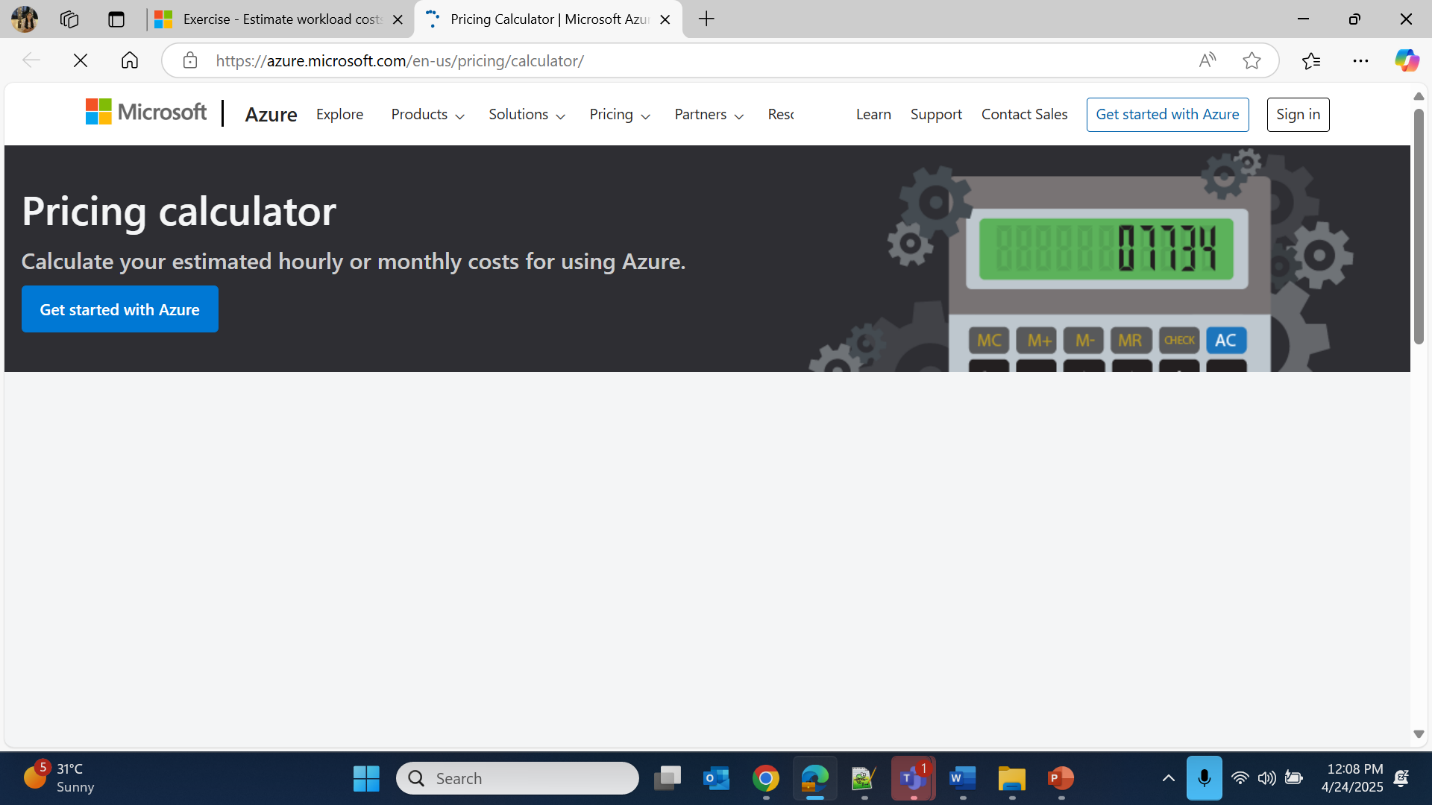 Exercise - Estimate workload costs
Pricing Calculator | Microsoft Azu
https://azure.microsoft.com/en-us/pricing/calculator/
Microsoft
Azure
Explore
Products
Solutions
Pricing
Partners
Reso
Learn
Support
Contact Sales
Get started with Azure
Sign in
Pricing calculator
Calculate your estimated hourly or monthly costs for using Azure.
Get started with Azure
07734
MC M+ M- MR CHECK AC
5
31°C
Sunny
Search
1
12:08 PM
4/24/2025